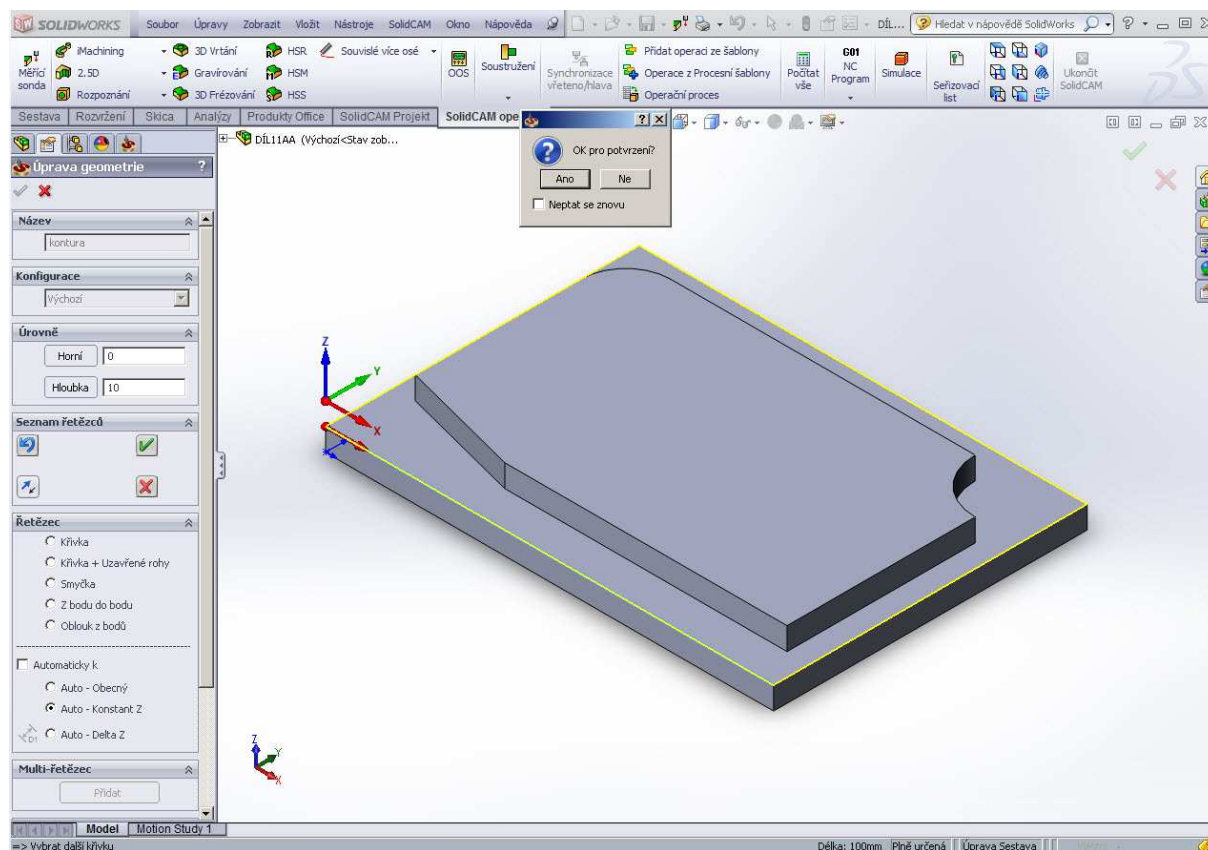 SOLIDWORKS Soubor Úpravy Zobrazit Vložit Nástroje SolidCAM Okno Nápověda DÍL... Hledat v nápovědě SolidWorks
iMachining 3D Vrtání HSR Souvislé více osé Přidat operaci ze šablony
Měřící sonda 2.5D Gravírování HSM OOS Soustružení Synchronizace vřeteno/hlava Operace z Procesní šablony Počítat vše G01 NC Program Simulace Seřizovací list Ukončit SolidCAM
Rozpoznání 3D Frézování HSS Operační proces
Sestava Rozvržení Skica Analýzy Produkty Office SolidCAM Projekt SolidCAM ope
DÍL11AA (Výchozí<Stav zob...
OK pro potvrzení?
Ano Ne
Neptat se znovu
Úprava geometrie ?
Název
kontura
Konfigurace
Výchozí
Úrovně
Horní 0
Hloubka 10
Seznam řetězců
Řetězec
Křivka
Křivka + Uzavřené rohy
Smyčka
Z bodu do bodu
Oblouk z bodů
Automaticky k
Auto - Obecný
Auto - Konstant Z
Auto - Delta Z
Multi-řetězec
Přidat
Z
Y
X
Z
Y
X
Model Motion Study 1
=> Vybrat další křivku Délka: 100mm Plně určená Úprava Sestava